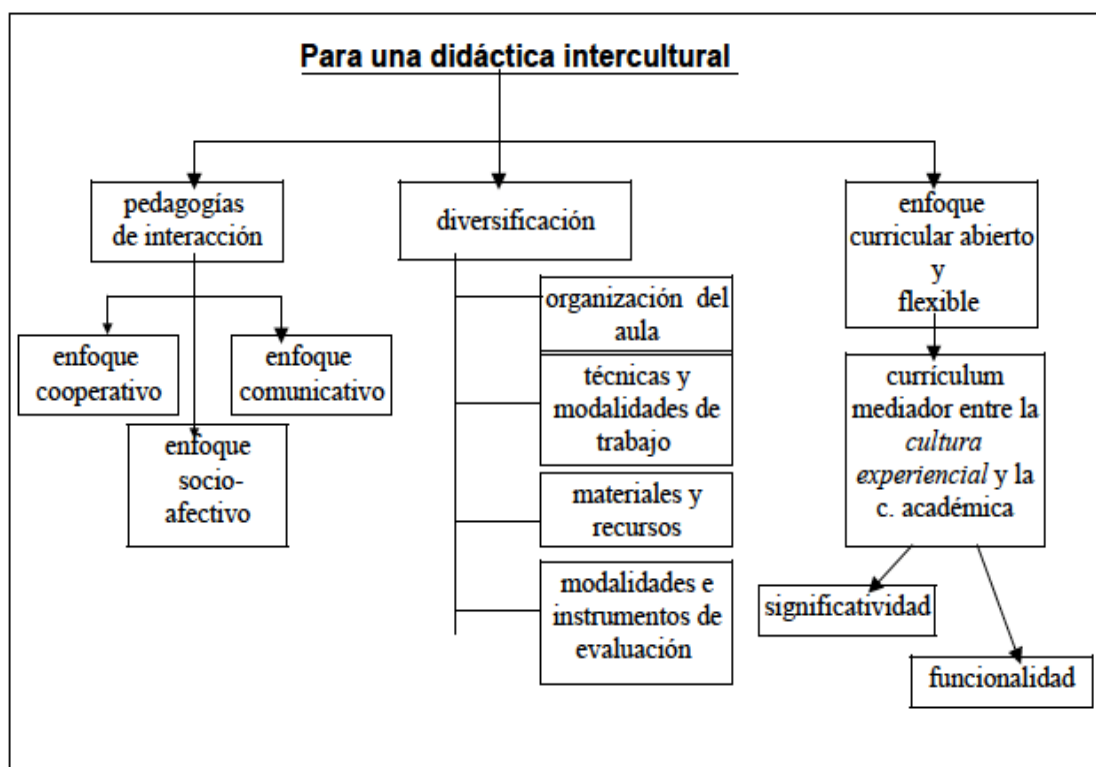 Para una didáctica intercultural
pedagogías
de interacción
enfoque
cooperativo
enfoque
comunicativo
enfoque
socio-
afectivo
diversificación
organización del
aula
técnicas y
modalidades de
trabajo
materiales y
recursos
modalidades e
instrumentos de
evaluación
enfoque
curricular abierto
y
flexible
currículum
mediador entre la
cultura
experiencial y la
c. académica
significatividad
funcionalidad